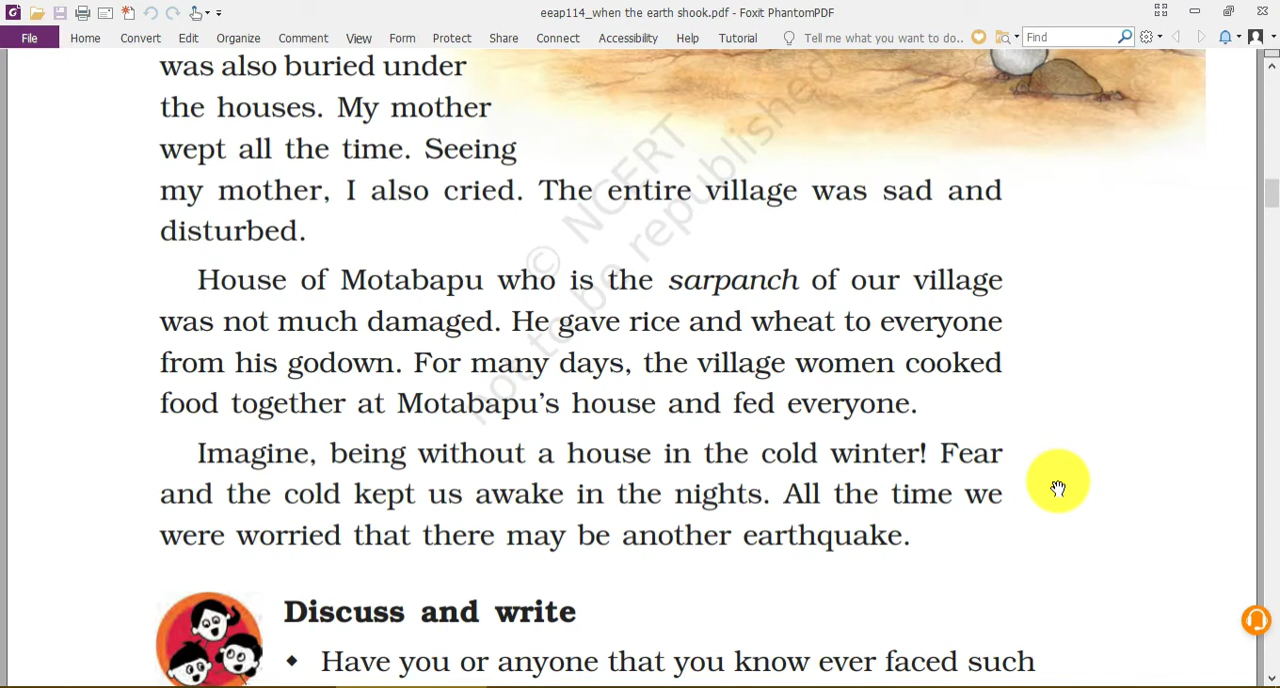 eeap114_when the earth shook.pdf - Foxit PhantomPDF
File Home Convert Edit Organize Comment View Form Protect Share Connect Accessibility Help Tutorial Tell me what you want to do.. Find
was also buried under
the houses. My mother
wept all the time. Seeing
my mother, I also cried. The entire village was sad and
disturbed.
House of Motabapu who is the sarpanch of our village
was not much damaged. He gave rice and wheat to everyone
from his godown. For many days, the village women cooked
food together at Motabapu's house and fed everyone.
Imagine, being without a house in the cold winter! Fear
and the cold kept us awake in the nights. All the time we
were worried that there may be another earthquake.
© NCERT
not to be republished
Discuss and write
♦ Have you or anyone that you know ever faced such